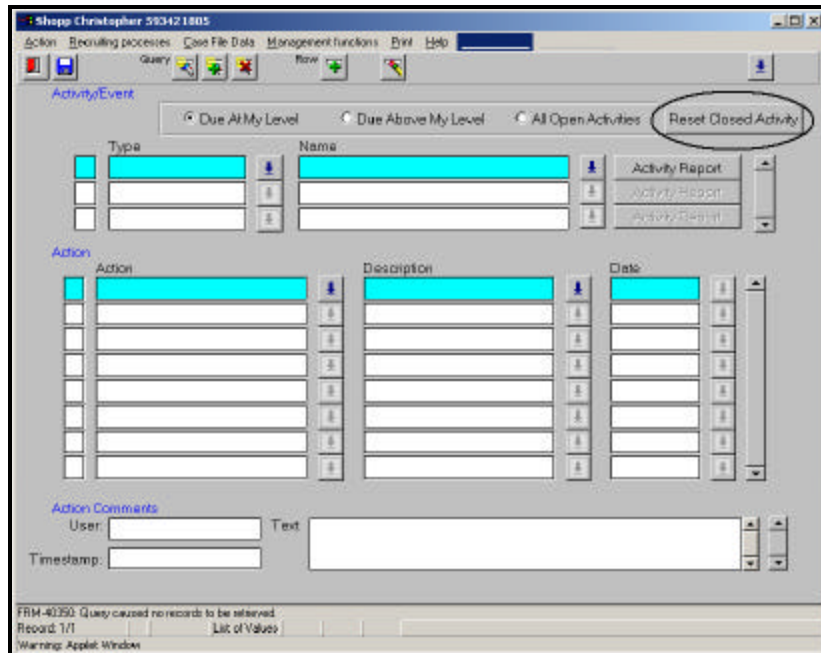 Shopp Christopher 593421805
Action Recruiting processes Case File Data Management functions Print Help
Query Row
Activity/Event
Due At My Level Due Above My Level All Open Activities Reset Closed Activity
Type Name
Activity Report
Activity Report
Activity Report
Action
Action Description Date
Action Comments
User: Text
Timestamp:
FRM-40350: Query caused no records to be retrieved.
Record: 1/1 List of Values
Warning: Applet Window